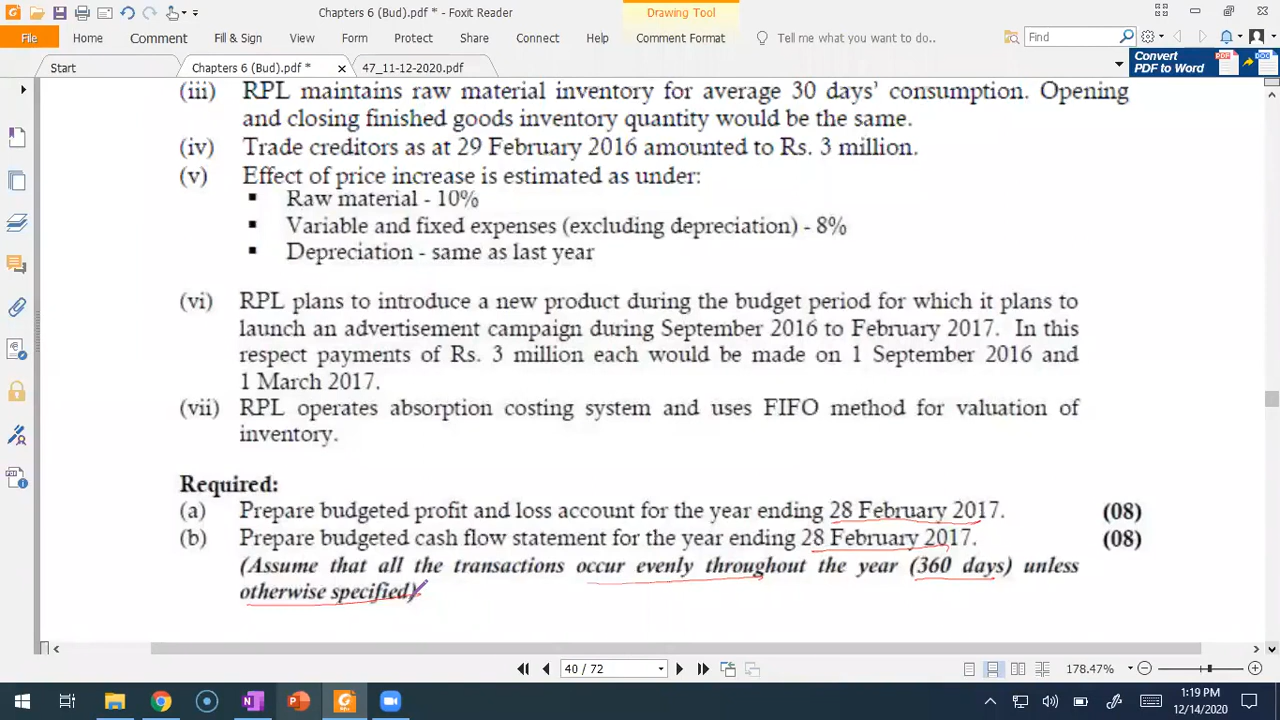 Chapters 6 (Bud).pdf * - Foxit Reader
Drawing Tool
File
Home
Comment
Fill & Sign
View
Form
Protect
Share
Connect
Help
Comment Format
Tell me what you want to do..
Find
Start
Chapters 6 (Bud).pdf *
47_11-12-2020.pdf
Convert
PDF to Word
(iii) RPL maintains raw material inventory for average 30 days' consumption. Opening
and closing finished goods inventory quantity would be the same.
(iv) Trade creditors as at 29 February 2016 amounted to Rs. 3 million.
(v) Effect of price increase is estimated as under:
▪ Raw material - 10%
▪ Variable and fixed expenses (excluding depreciation) - 8%
▪ Depreciation - same as last year
(vi) RPL plans to introduce a new product during the budget period for which it plans to
launch an advertisement campaign during September 2016 to February 2017. In this
respect payments of Rs. 3 million each would be made on 1 September 2016 and
1 March 2017.
(vii) RPL operates absorption costing system and uses FIFO method for valuation of
inventory.
Required:
(a) Prepare budgeted profit and loss account for the year ending 28 February 2017. (08)
(b) Prepare budgeted cash flow statement for the year ending 28 February 2017. (08)
(Assume that all the transactions occur evenly throughout the year (360 days) unless
otherwise specified)
40 / 72
178.47%
1:19 PM
12/14/2020